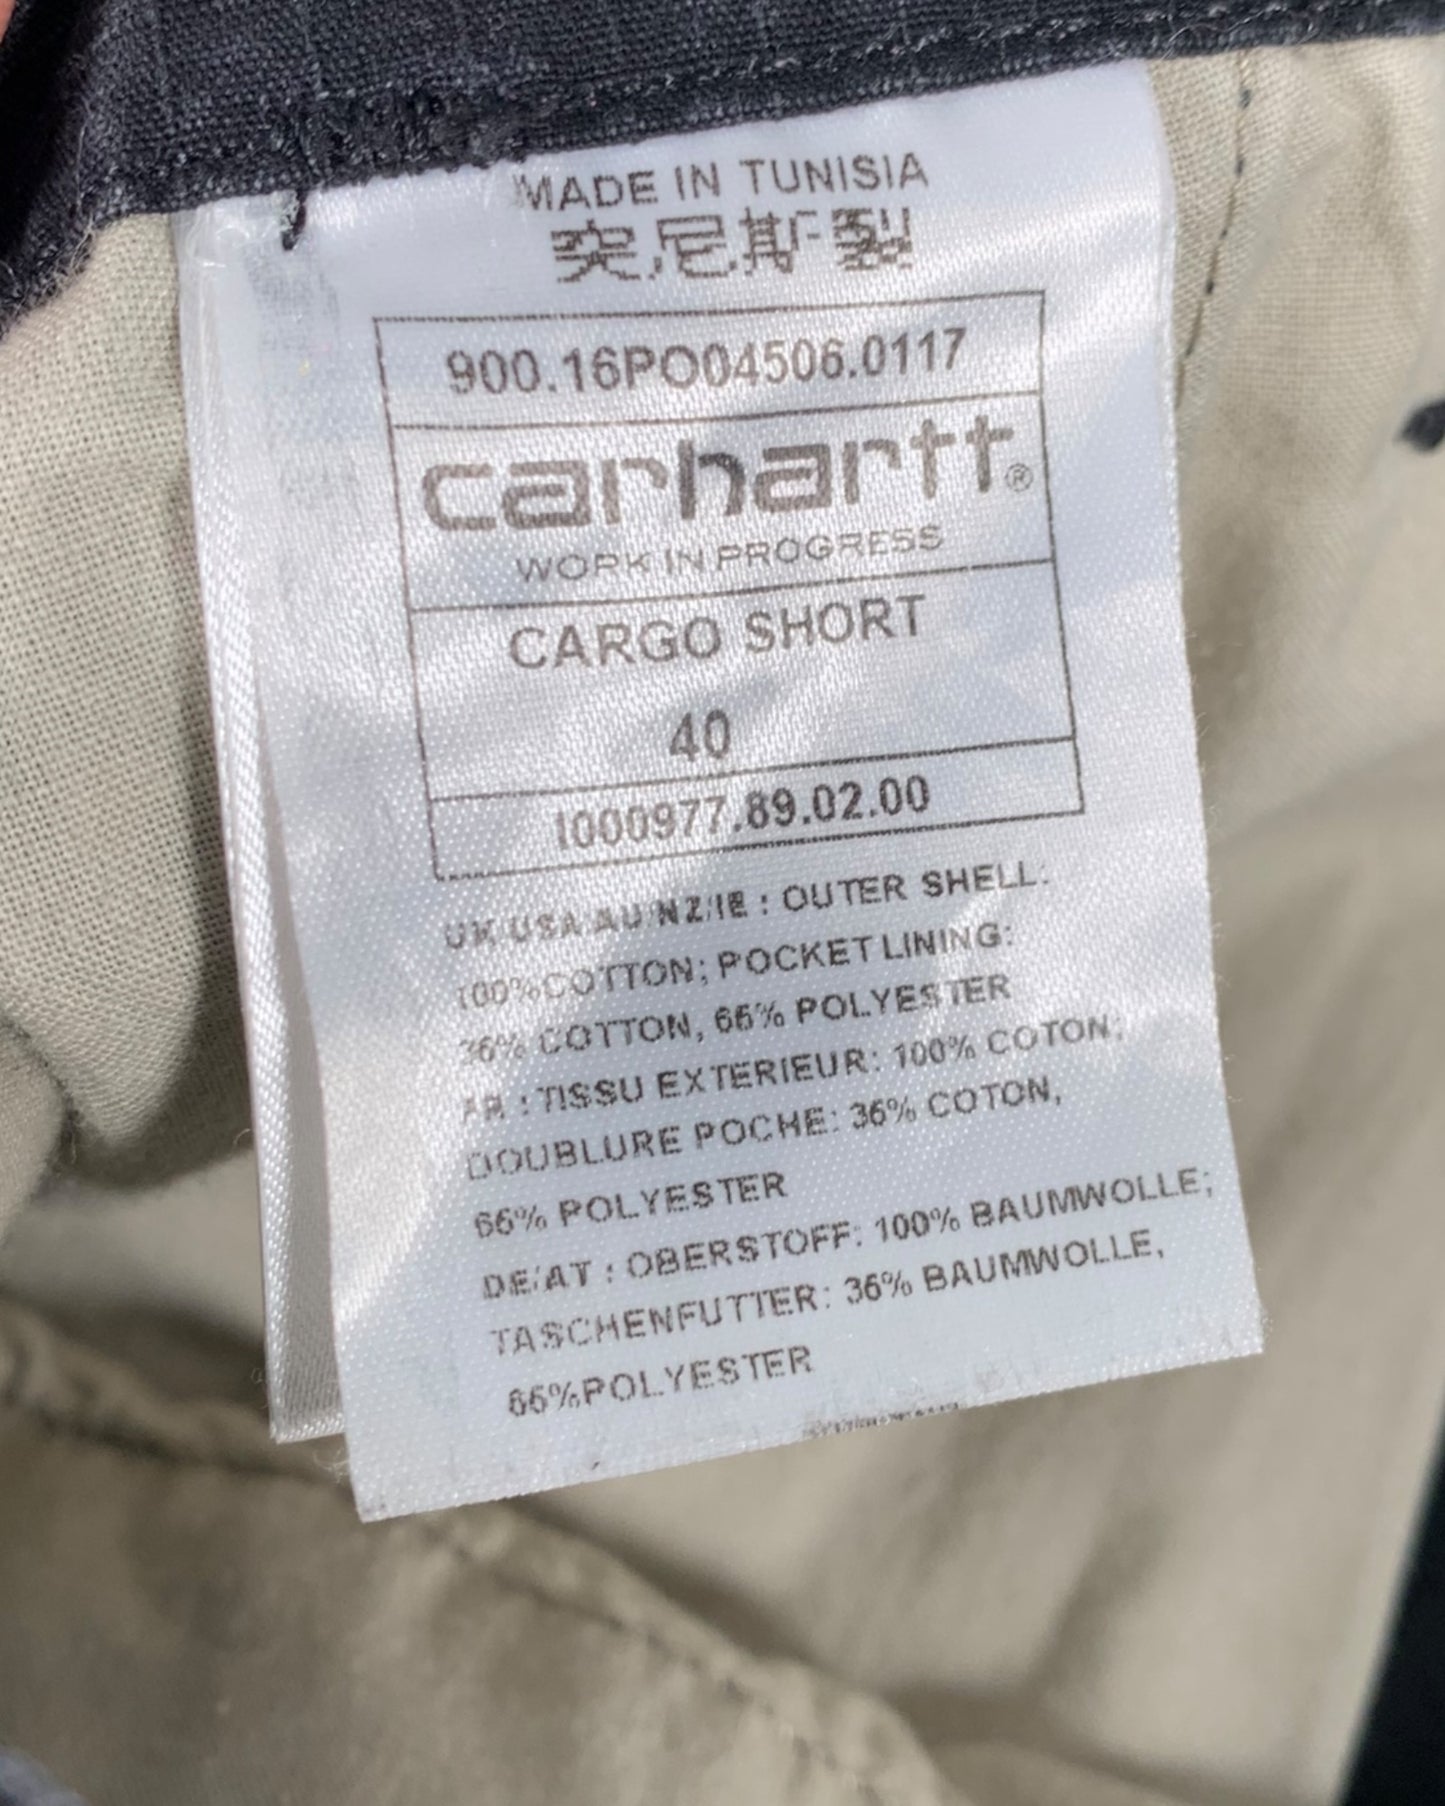 MADE IN TUNISIA
突尼斯製
900.16PO04506.0117
carhartt®
WORK IN PROGRESS
CARGO SHORT
40
I000977.89.02.00
UK/USA/AU/NZ/IE : OUTER SHELL:
100%COTTON; POCKET LINING:
36% COTTON, 66% POLYESTER
FR : TISSU EXTERIEUR: 100% COTON;
DOUBLURE POCHE: 36% COTON,
66% POLYESTER
DE/AT : OBERSTOFF: 100% BAUMWOLLE;
TASCHENFUTTER: 36% BAUMWOLLE,
66%POLYESTER